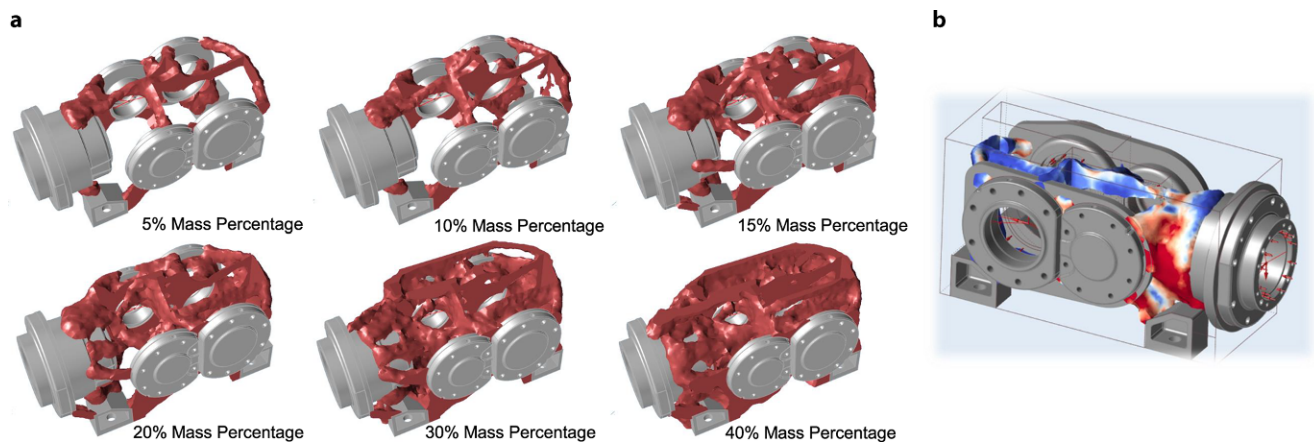 a
b
5% Mass Percentage
10% Mass Percentage
15% Mass Percentage
20% Mass Percentage
30% Mass Percentage
40% Mass Percentage